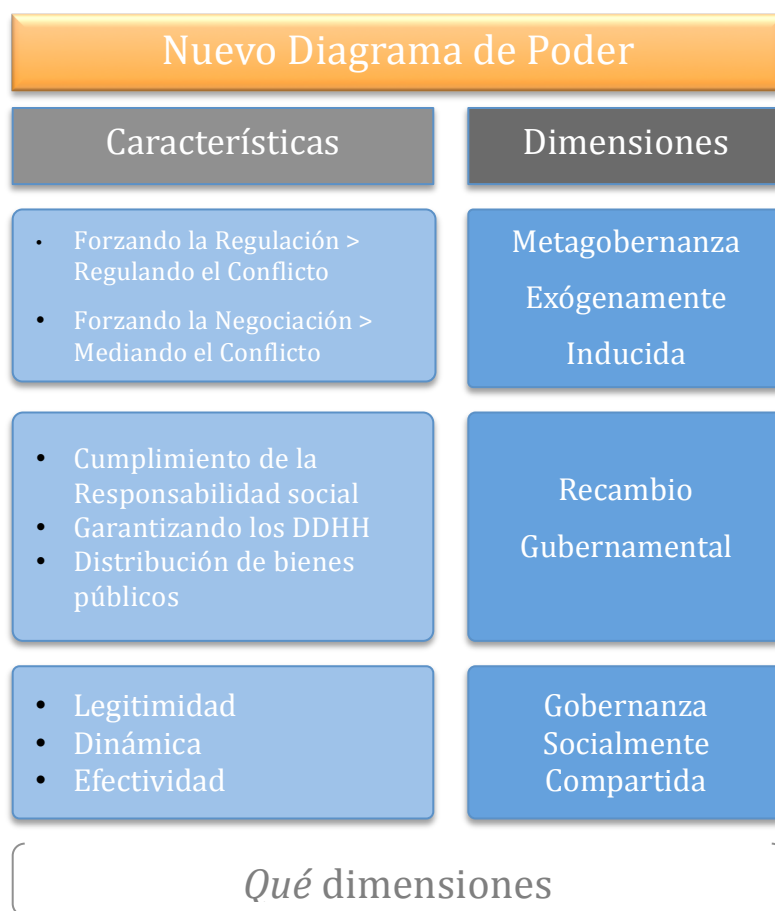 Nuevo Diagrama de Poder
Características
Dimensiones
• Forzando la Regulación >
Regulando el Conflicto
• Forzando la Negociación >
Mediando el Conflicto
Metagobernanza
Exógenamente
Inducida
• Cumplimiento de la
Responsabilidad social
• Garantizando los DDHH
• Distribución de bienes
públicos
Recambio
Gubernamental
• Legitimidad
• Dinámica
• Efectividad
Gobernanza
Socialmente
Compartida
Qué dimensiones